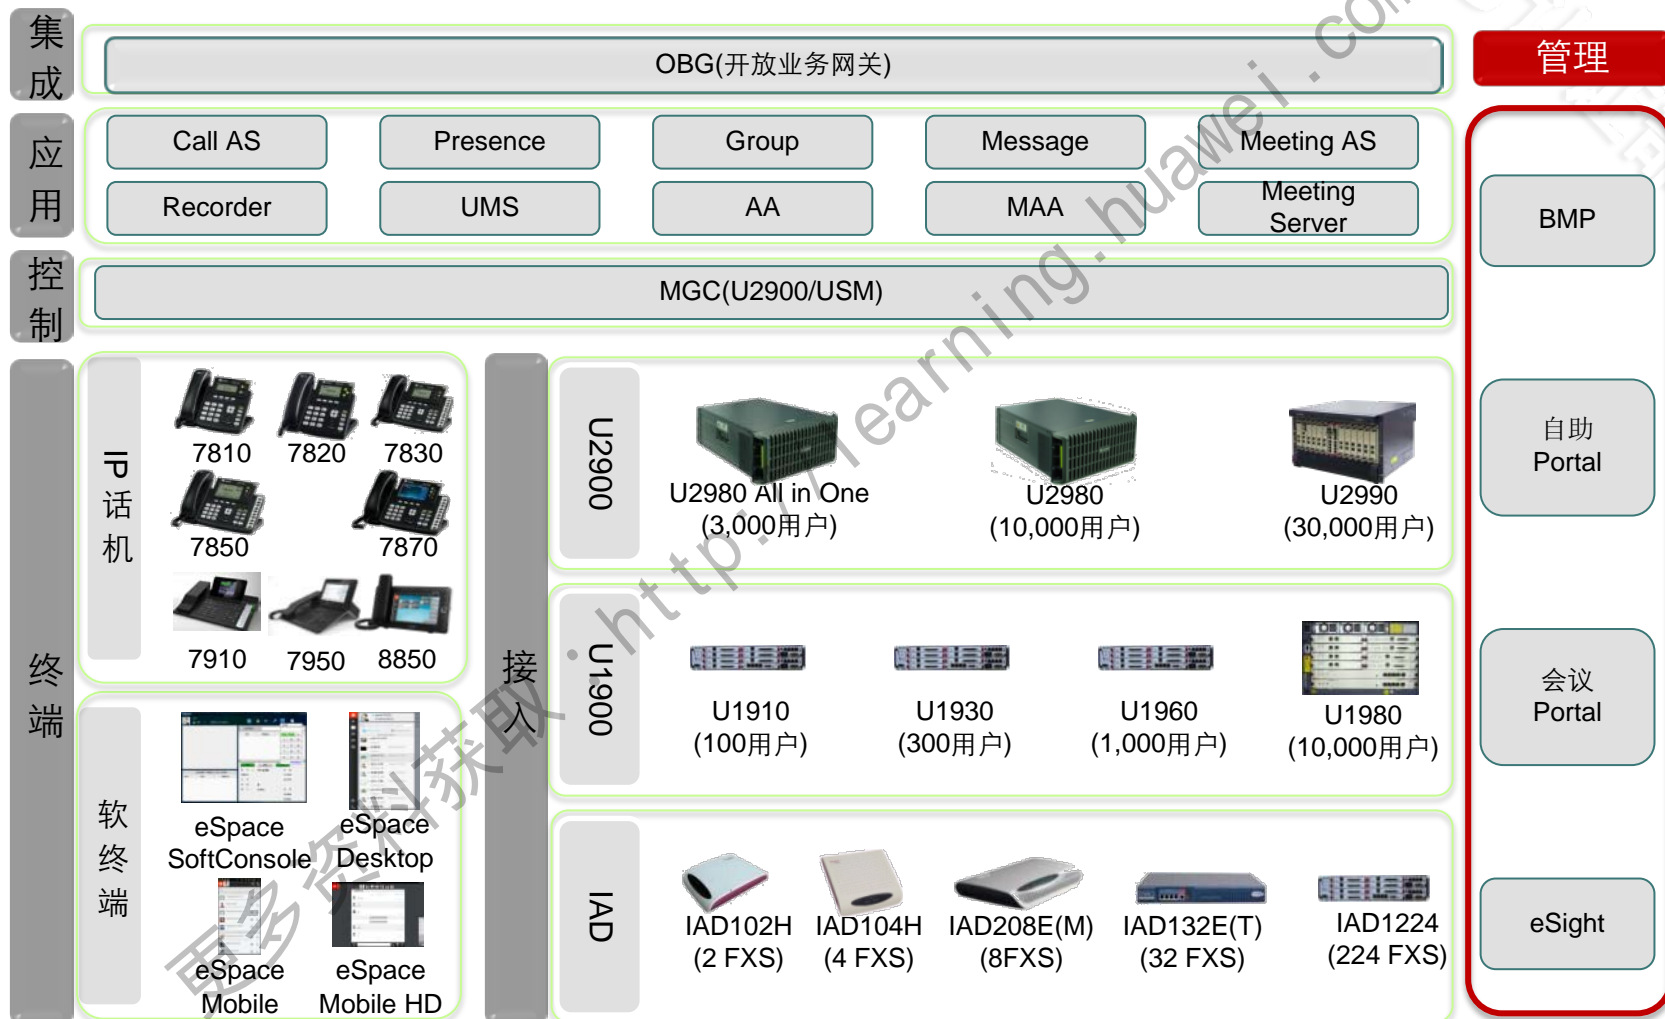 集成
OBG(开放业务网关)
管理
应用
Call AS
Presence
Group
Message
Meeting AS
Recorder
UMS
AA
MAA
Meeting
Server
控制
MGC(U2900/USM)
终端
IP话机
7810
7820
7830
7850
7870
7910
7950
8850
软终端
eSpace
SoftConsole
eSpace
Desktop
eSpace
Mobile
eSpace
Mobile HD
接入
U2900
U2980 All in One
(3,000用户)
U2980
(10,000用户)
U2990
(30,000用户)
U1900
U1910
(100用户)
U1930
(300用户)
U1960
(1,000用户)
U1980
(10,000用户)
IAD
IAD102H
(2 FXS)
IAD104H
(4 FXS)
IAD208E(M)
(8FXS)
IAD132E(T)
(32 FXS)
IAD1224
(224 FXS)
BMP
自助
Portal
会议
Portal
eSight
更多资料获取:http://learning.huawei.com